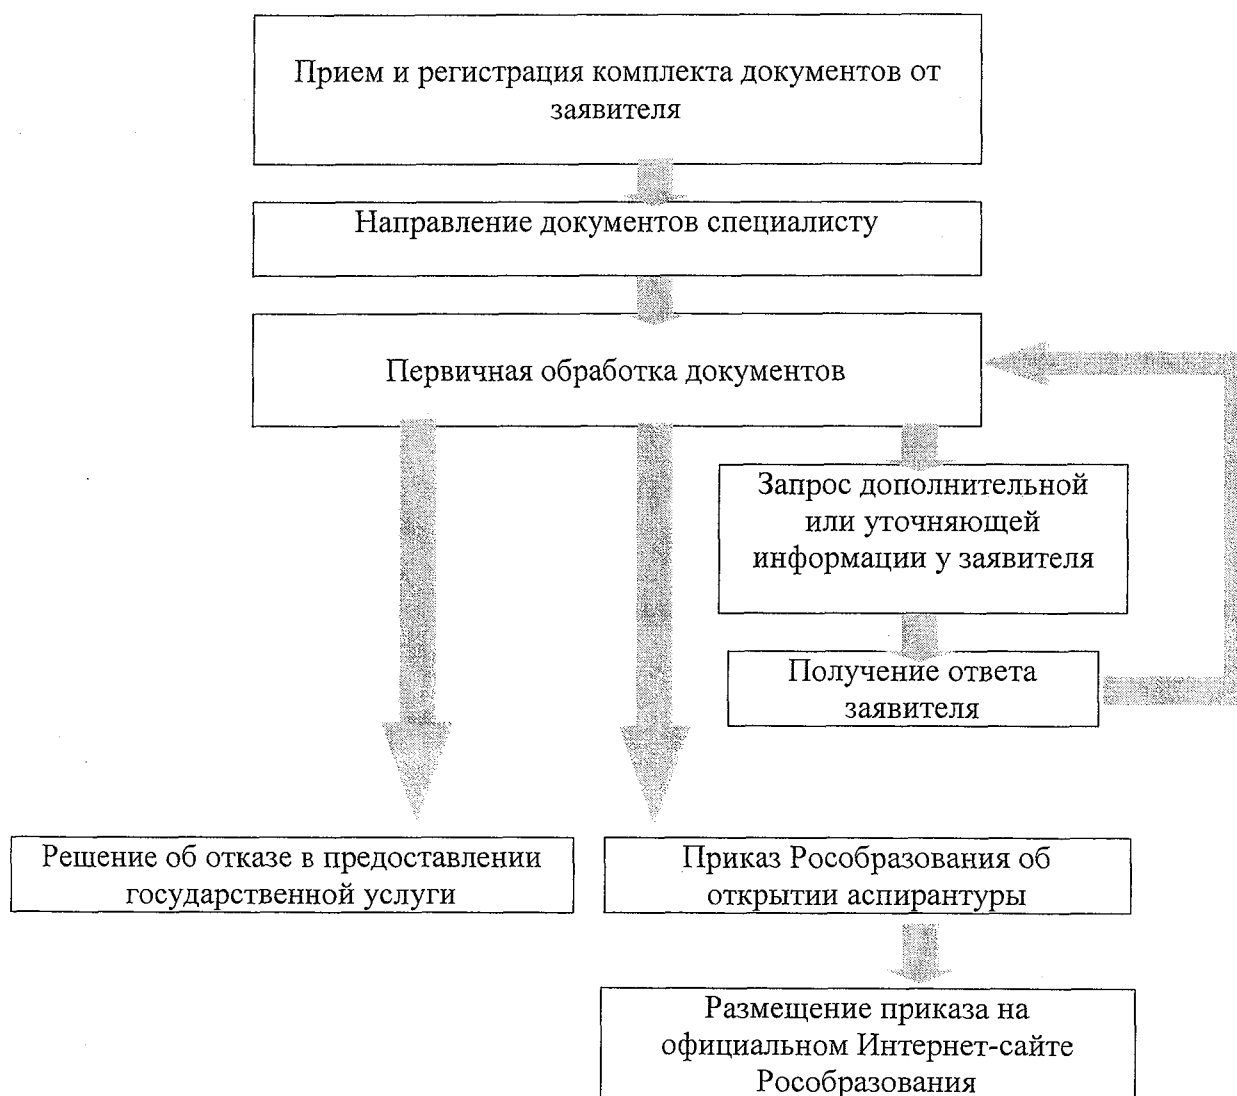 Прием и регистрация комплекта документов от
заявителя
Направление документов специалисту
Первичная обработка документов
Запрос дополнительной
или уточняющей
информации у заявителя
Получение ответа
заявителя
Решение об отказе в предоставлении
государственной услуги
Приказ Рособразования об
открытии аспирантуры
Размещение приказа на
официальном Интернет-сайте
Рособразования